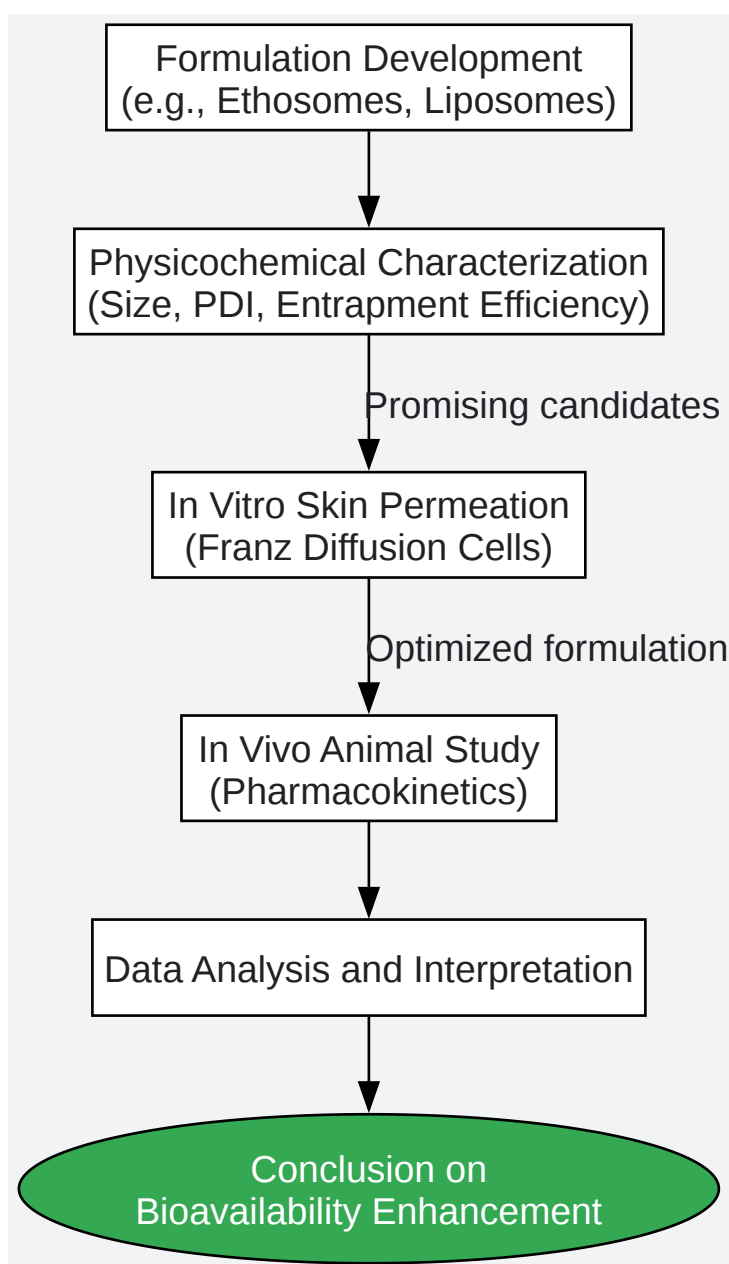 Formulation Development
(e.g., Ethosomes, Liposomes)
Physicochemical Characterization
(Size, PDI, Entrapment Efficiency)
Promising candidates
In Vitro Skin Permeation
(Franz Diffusion Cells)
Optimized formulation
In Vivo Animal Study
(Pharmacokinetics)
Data Analysis and Interpretation
Conclusion on
Bioavailability Enhancement